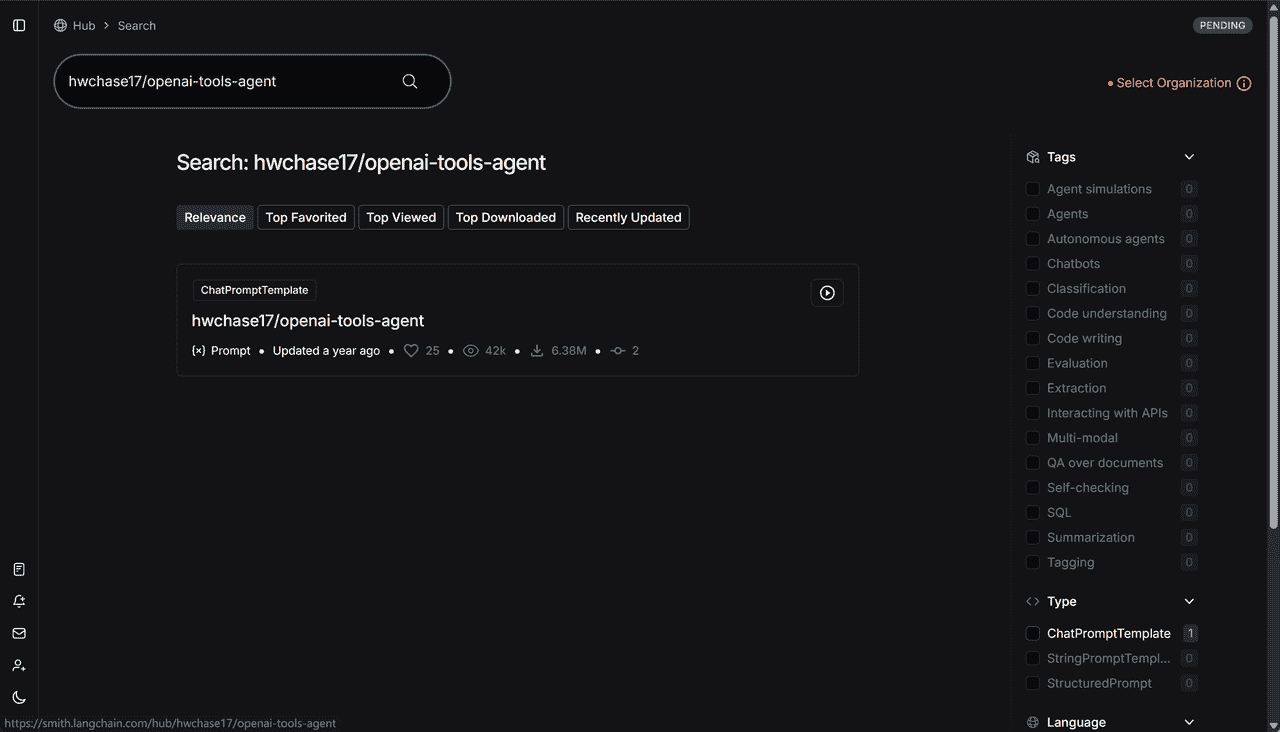 Hub > Search
PENDING
hwchase17/openai-tools-agent
Select Organization
Search: hwchase17/openai-tools-agent
Relevance Top Favorited Top Viewed Top Downloaded Recently Updated
ChatPromptTemplate
hwchase17/openai-tools-agent
{×} Prompt • Updated a year ago • 25 • 42k • 6.38M • 2
Tags
Agent simulations 0
Agents 0
Autonomous agents 0
Chatbots 0
Classification 0
Code understanding 0
Code writing 0
Evaluation 0
Extraction 0
Interacting with APIs 0
Multi-modal 0
QA over documents 0
Self-checking 0
SQL 0
Summarization 0
Tagging 0
Type
ChatPromptTemplate 1
StringPromptTempl... 0
StructuredPrompt 0
Language
https://smith.langchain.com/hub/hwchase17/openai-tools-agent